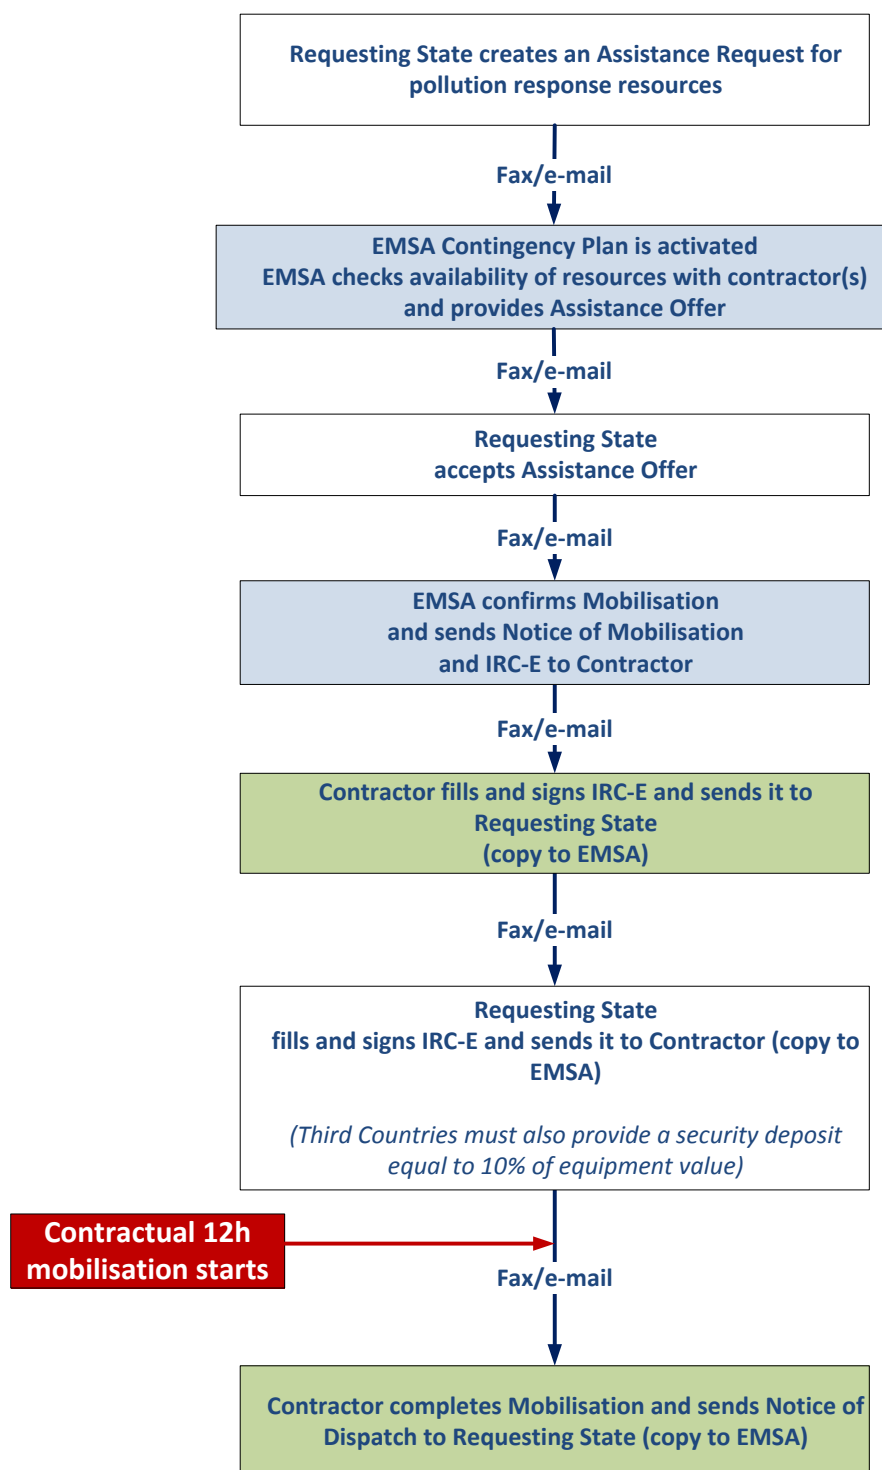 Requesting State creates an Assistance Request for
pollution response resources
Fax/e-mail
EMSA Contingency Plan is activated
EMSA checks availability of resources with contractor(s)
and provides Assistance Offer
Fax/e-mail
Requesting State
accepts Assistance Offer
Fax/e-mail
EMSA confirms Mobilisation
and sends Notice of Mobilisation
and IRC-E to Contractor
Fax/e-mail
Contractor fills and signs IRC-E and sends it to
Requesting State
(copy to EMSA)
Fax/e-mail
Requesting State
fills and signs IRC-E and sends it to Contractor (copy to
EMSA)
(Third Countries must also provide a security deposit
equal to 10% of equipment value)
Contractual 12h
mobilisation starts
Fax/e-mail
Contractor completes Mobilisation and sends Notice of
Dispatch to Requesting State (copy to EMSA)